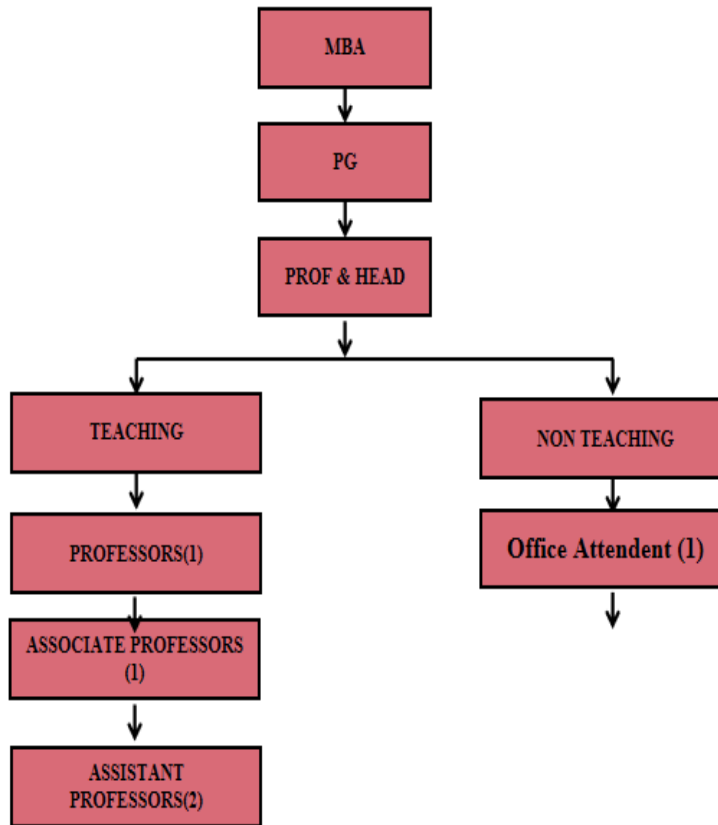 MBA
PG
PROF & HEAD
TEACHING
NON TEACHING
PROFESSORS(1)
Office Attendent (1)
ASSOCIATE PROFESSORS
(1)
ASSISTANT
PROFESSORS(2)